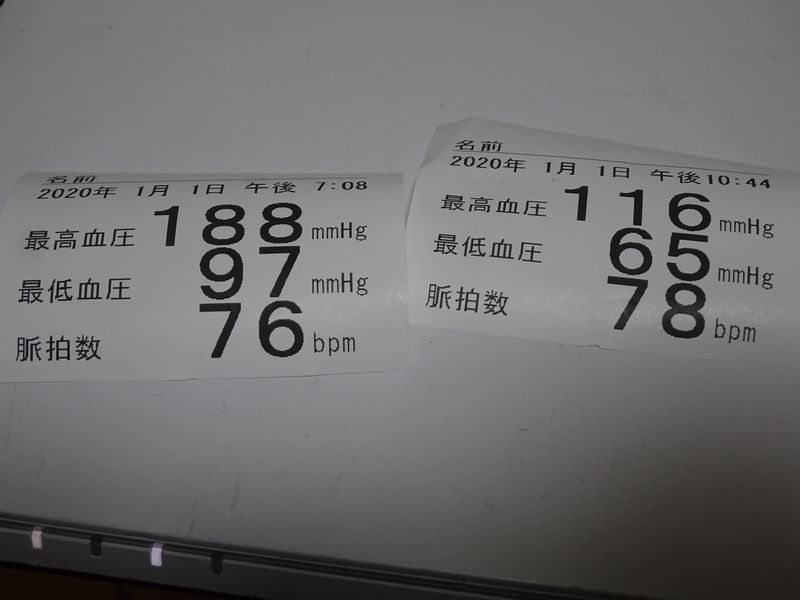 名前
2020年 1月 1日 午後 7:08
最高血圧 188 mmHg
最低血圧 97 mmHg
脈拍数 76 bpm
名前
2020年 1月 1日 午後10:44
最高血圧 116 mmHg
最低血圧 65 mmHg
脈拍数 78 bpm